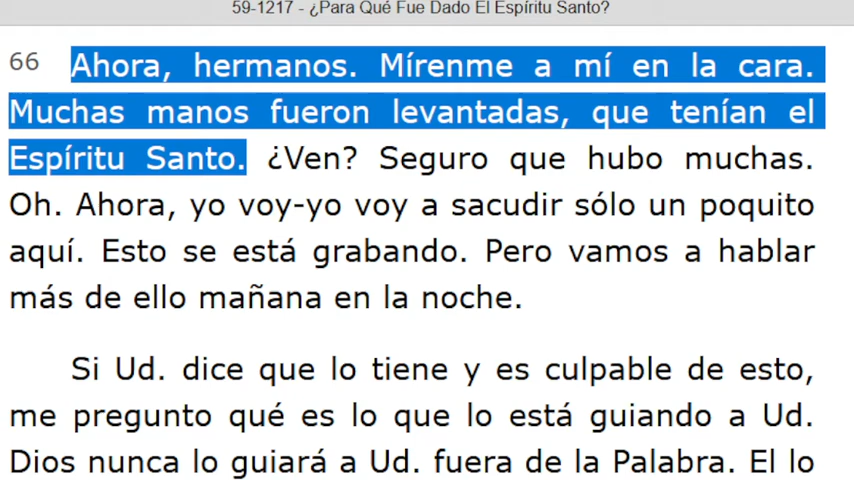 59-1217 - ¿Para Qué Fue Dado El Espíritu Santo?
66 Ahora, hermanos. Mírenme a mí en la cara.
Muchas manos fueron levantadas, que tenían el
Espíritu Santo. ¿Ven? Seguro que hubo muchas.
Oh. Ahora, yo voy-yo voy a sacudir sólo un poquito
aquí. Esto se está grabando. Pero vamos a hablar
más de ello mañana en la noche.
Si Ud. dice que lo tiene y es culpable de esto,
me pregunto qué es lo que lo está guiando a Ud.
Dios nunca lo guiará a Ud. fuera de la Palabra. El lo